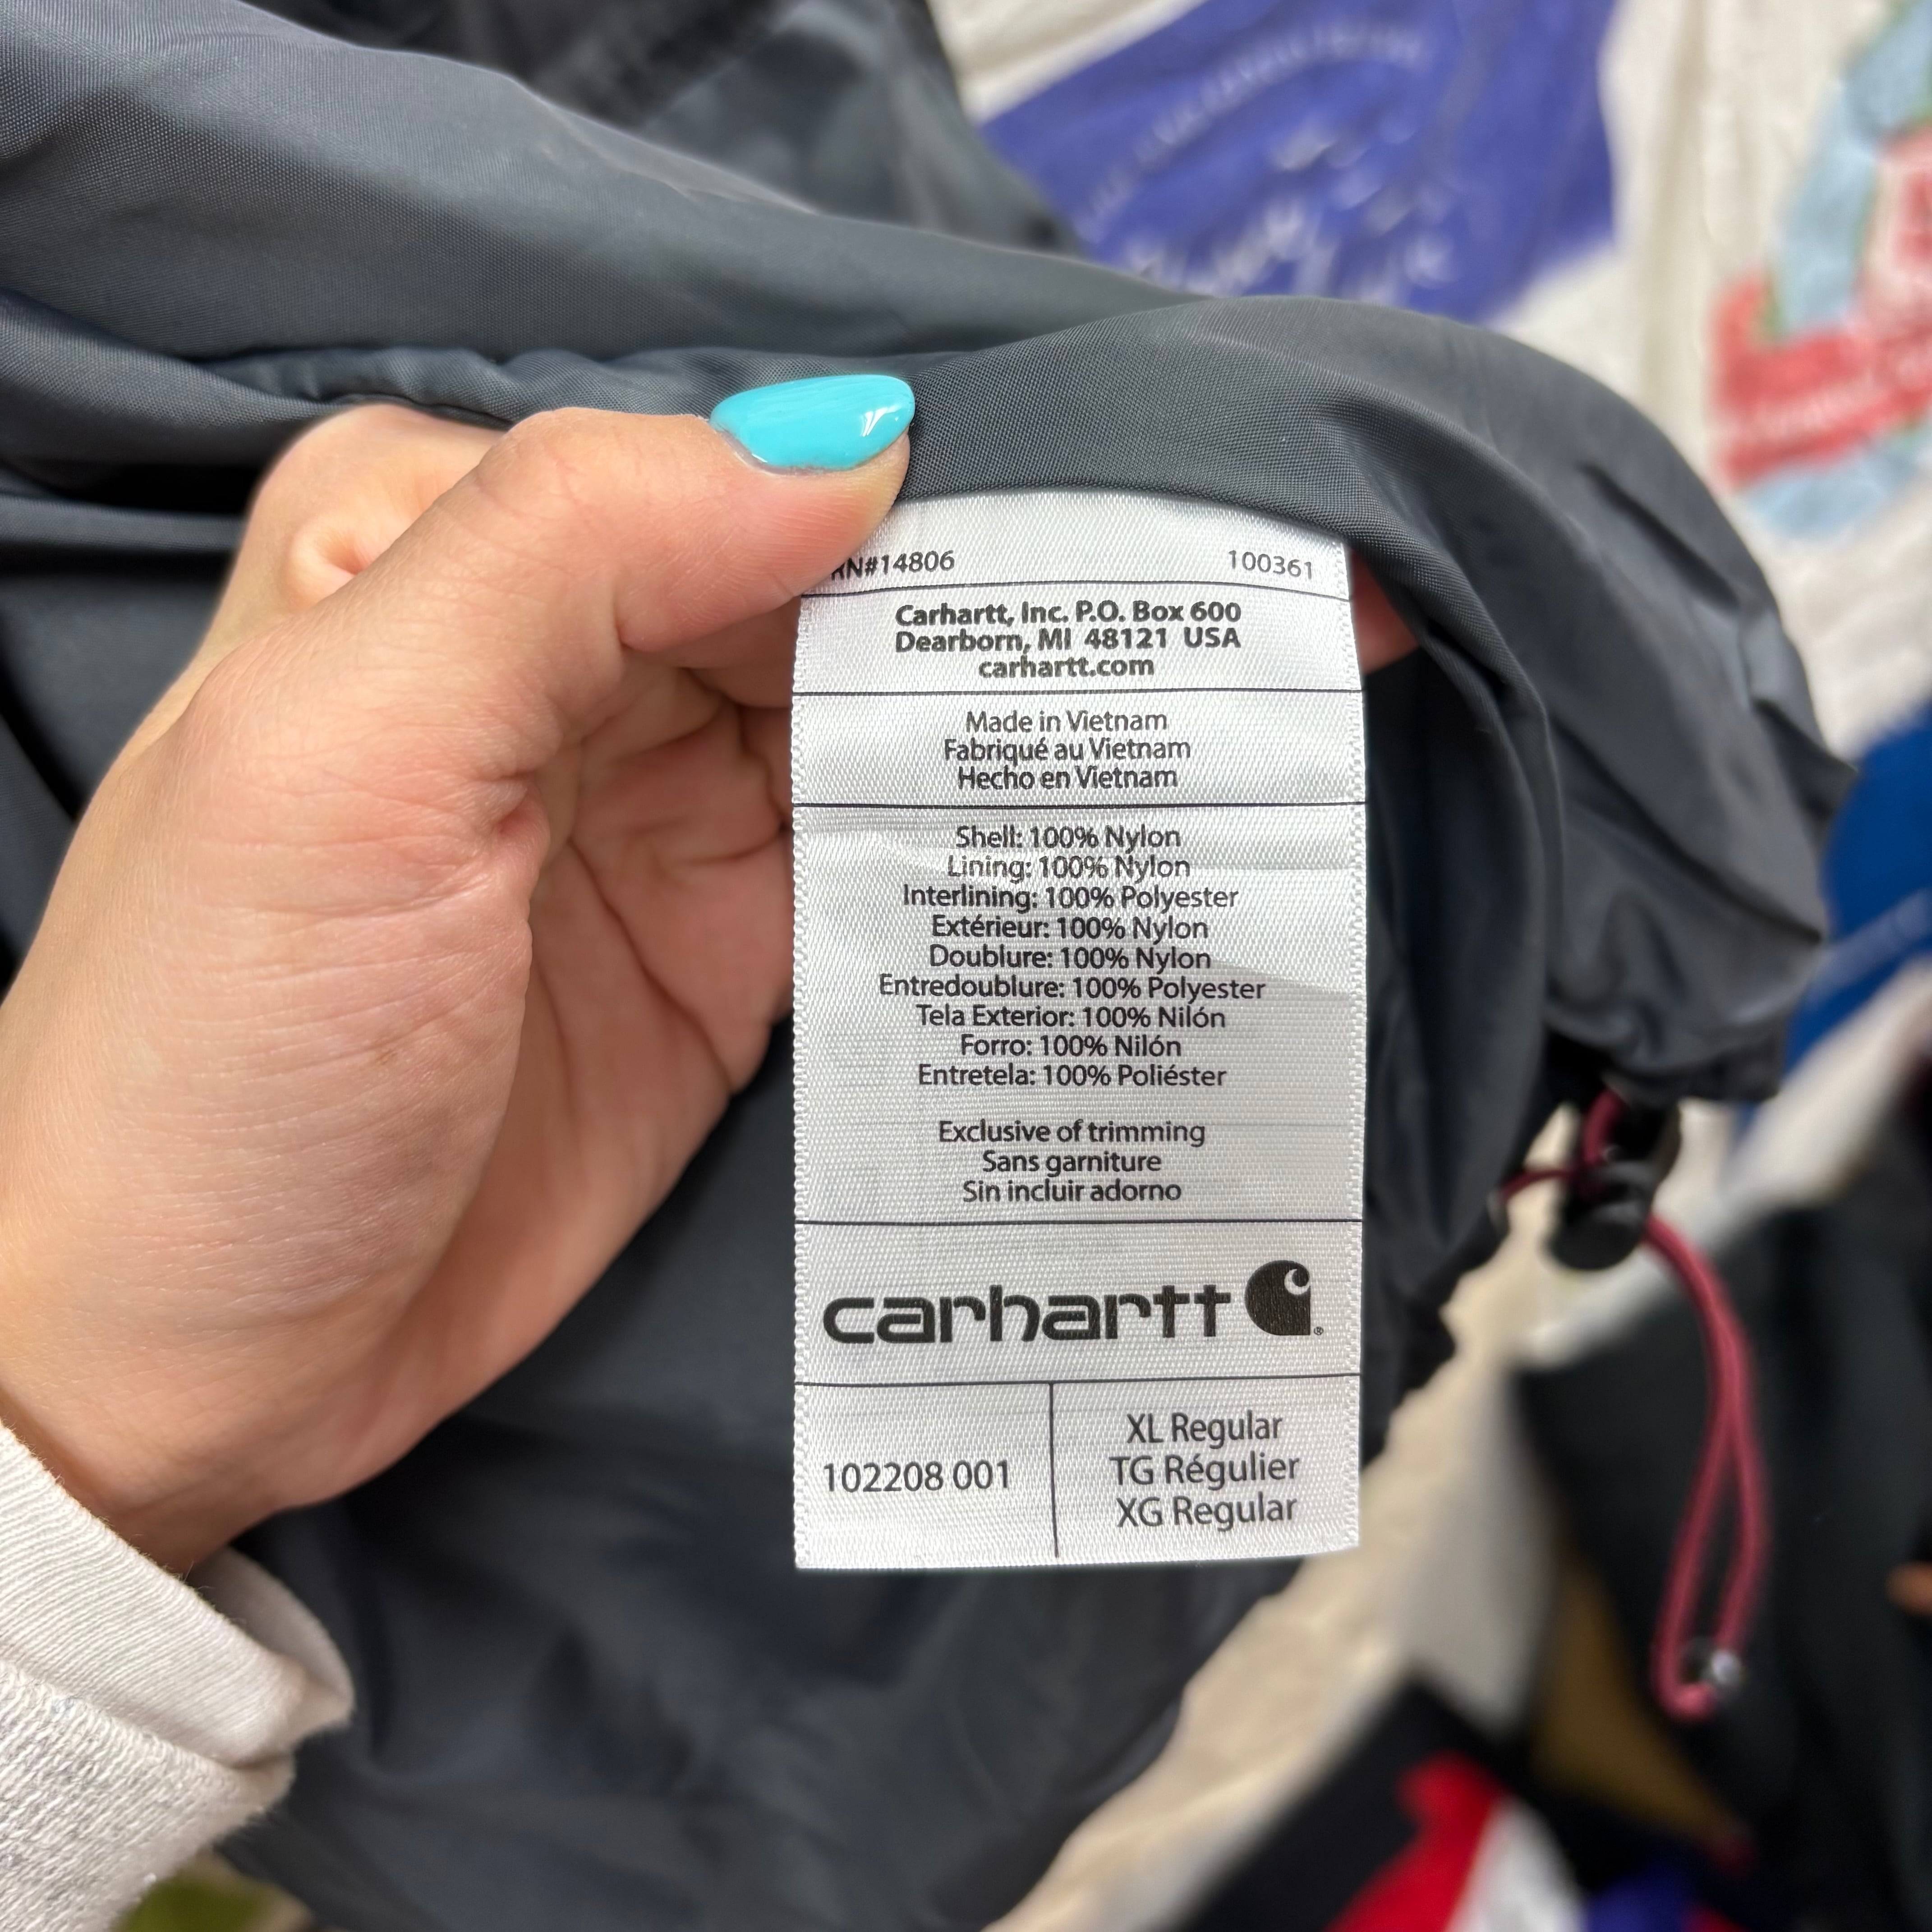 RN#14806 100361
Carhartt, Inc. P.O. Box 600
Dearborn, MI 48121 USA
carhartt.com
Made in Vietnam
Fabriqué au Vietnam
Hecho en Vietnam
Shell: 100% Nylon
Lining: 100% Nylon
Interlining: 100% Polyester
Extérieur: 100% Nylon
Doublure: 100% Nylon
Entredoublure: 100% Polyester
Tela Exterior: 100% Nilón
Forro: 100% Nilón
Entretela: 100% Poliéster
Exclusive of trimming
Sans garniture
Sin incluir adorno
carhartt
102208 001
XL Regular
TG Régulier
XG Regular